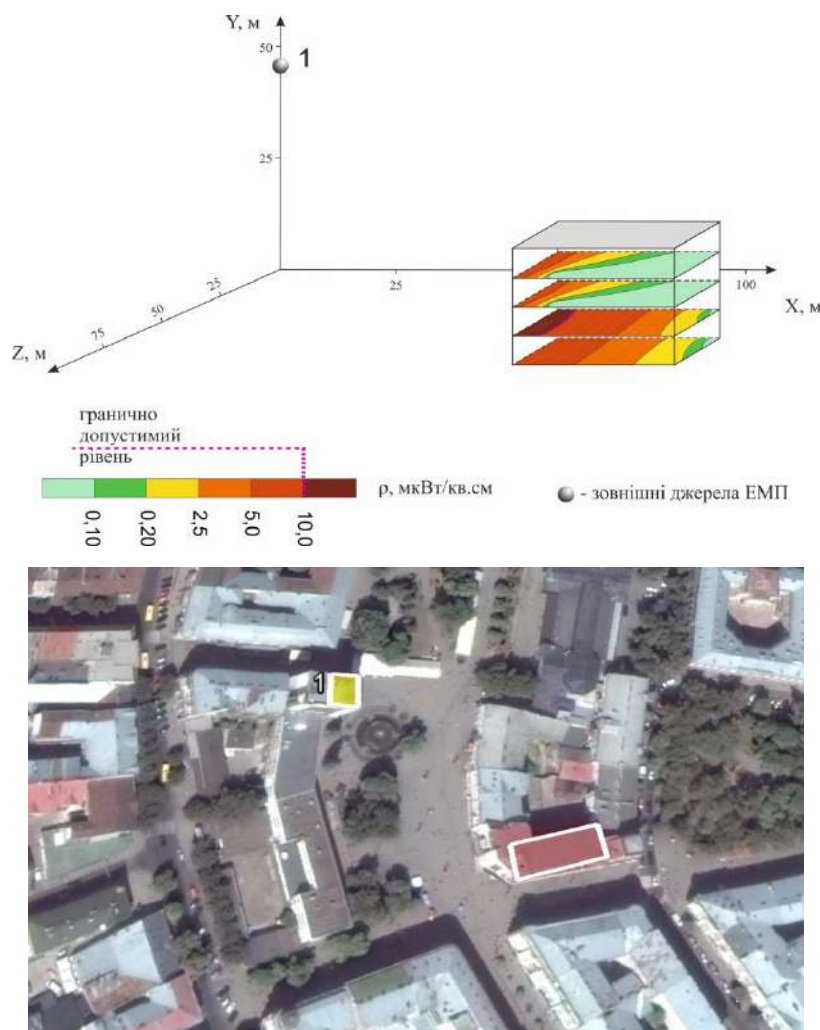 Y, м
50
1
25
25
100
X, м
25
50
75
Z, м
гранично
допустимий
рівень
ρ, мкВт/кв.см
- зовнішні джерела ЕМП
0,10
0,20
2,5
5,0
10,0
1